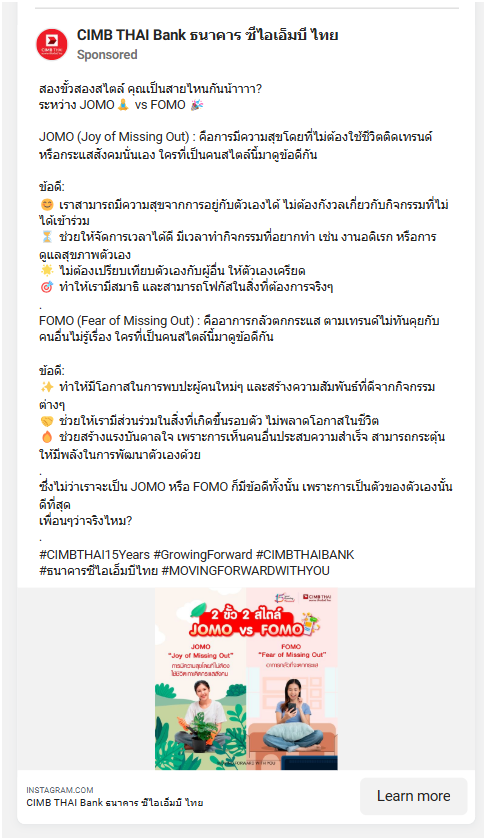 CIMB THAI Bank ธนาคาร ซีไอเอ็มบี ไทย
Sponsored
CIMB THAI
สองขั้วสองสไตล์ คุณเป็นสายไหนกันน้าาาา?
ระหว่าง JOMO🧘 vs FOMO 🎉
JOMO (Joy of Missing Out) : คือการมีความสุขโดยที่ไม่ต้องใช้ชีวิตติดเทรนด์
หรือกระแสสังคมนั่นเอง ใครที่เป็นคนสไตล์นี้มาดูข้อดีกัน
ข้อดี:
😊 เราสามารถมีความสุขจากการอยู่กับตัวเองได้ ไม่ต้องกังวลเกี่ยวกับกิจกรรมที่ไม่
ได้เข้าร่วม
⏳ ช่วยให้จัดการเวลาได้ดี มีเวลาทำกิจกรรมที่อยากทำ เช่น งานอดิเรก หรือการ
ดูแลสุขภาพตัวเอง
🌟 ไม่ต้องเปรียบเทียบตัวเองกับผู้อื่น ให้ตัวเองเครียด
🎯 ทำให้เรามีสมาธิ และสามารถโฟกัสในสิ่งที่ต้องการจริงๆ
.
FOMO (Fear of Missing Out) : คืออาการกลัวตกกระแส ตามเทรนด์ไม่ทันคุยกับ
คนอื่นไม่รู้เรื่อง ใครที่เป็นคนสไตล์นี้มาดูข้อดีกัน
ข้อดี:
✨ ทำให้มีโอกาสในการพบปะผู้คนใหม่ๆ และสร้างความสัมพันธ์ที่ดีจากกิจกรรม
ต่างๆ
🤝 ช่วยให้เรามีส่วนร่วมในสิ่งที่เกิดขึ้นรอบตัว ไม่พลาดโอกาสในชีวิต
🔥 ช่วยสร้างแรงบันดาลใจ เพราะการเห็นคนอื่นประสบความสำเร็จ สามารถกระตุ้น
ให้มีพลังในการพัฒนาตัวเองด้วย
.
ซึ่งไม่ว่าเราจะเป็น JOMO หรือ FOMO ก็มีข้อดีทั้งนั้น เพราะการเป็นตัวของตัวเองนั้น
ดีที่สุด
เพื่อนๆว่าจริงไหม?
.
#CIMBTHAI15Years #GrowingForward #CIMBTHAIBANK
#ธนาคารซีไอเอ็มบีไทย #MOVINGFORWARDWITHYOU
CIMB THAI
2 ขั้ว 2 สไตล์
JOMO vs FOMO
JOMO
"Joy of Missing Out"
การมีความสุขโดยที่ไม่ต้อง
ใช้ชีวิตตามติดกระแสสังคม
FOMO
"Fear of Missing Out"
อาการกลัวที่จะตกกระแส
FORWARD WITH YOU
INSTAGRAM.COM
CIMB THAI Bank ธนาคาร ซีไอเอ็มบี ไทย
Learn more